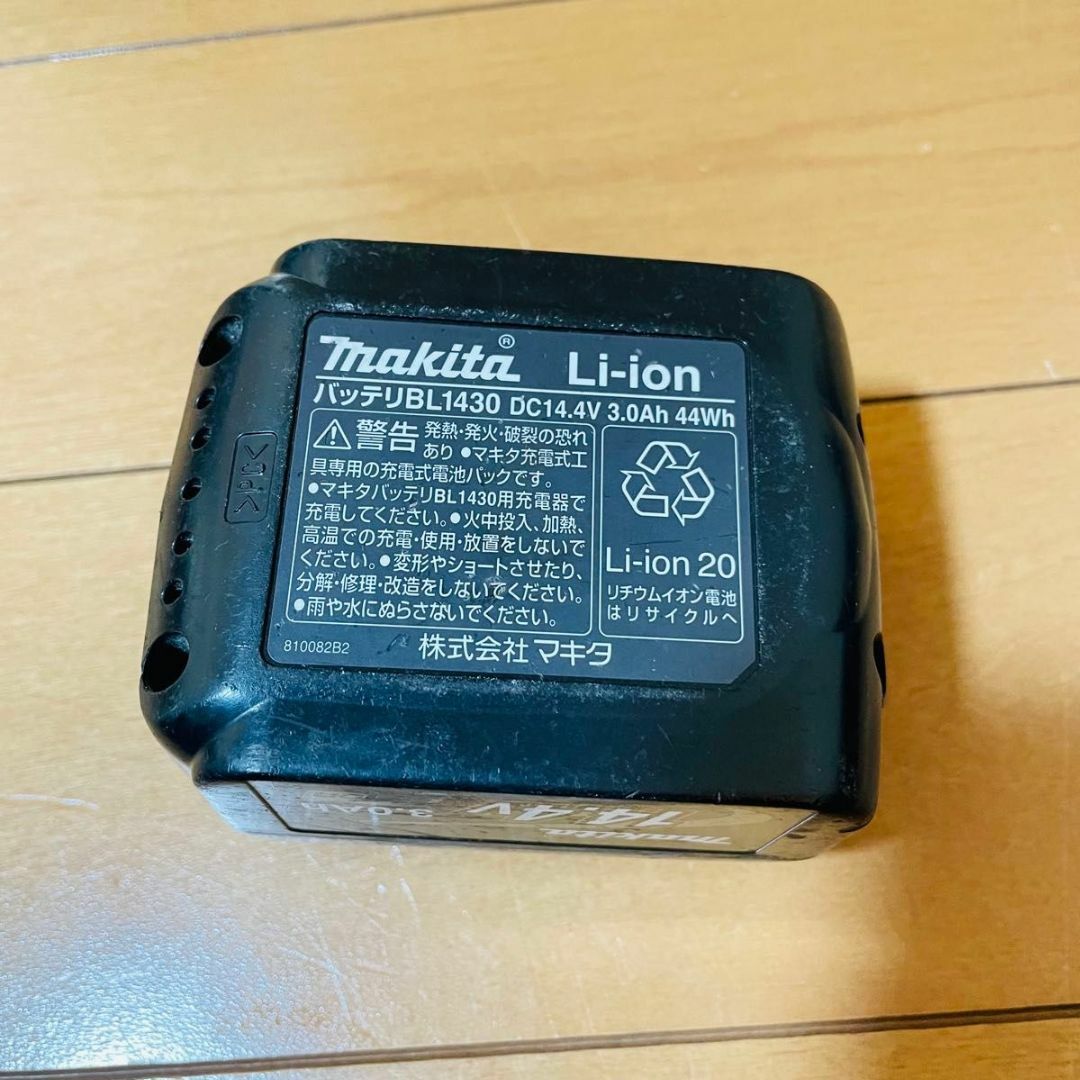 makita® Li-ion
バッテリBL1430 DC14.4V 3.0Ah 44Wh
警告 発熱・発火・破裂の恐れ
あり ●マキタ充電式工
具専用の充電式電池パックです。
●マキタバッテリBL1430用充電器で
充電してください。●火中投入、加熱、
高温での充電・使用・放置をしないで
ください。●変形やショートさせたり、
分解・修理・改造をしないでください。
●雨や水にぬらさないでください。
Li-ion 20
リチウムイオン電池
はリサイクルへ
810082B2
株式会社マキタ
makita 14.4V 3.0Ah